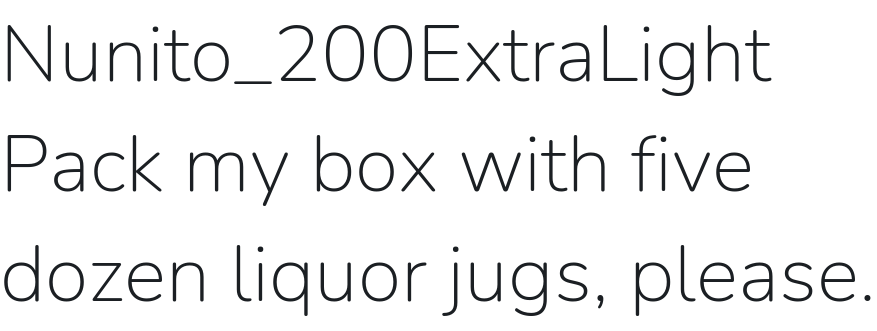 Nunito_200ExtraLight
Pack my box with five
dozen liquor jugs, please.